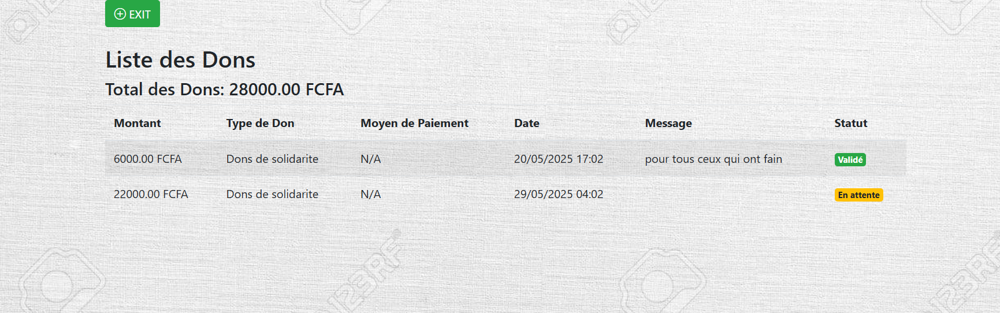 EXIT
Liste des Dons
Total des Dons: 28000.00 FCFA
Montant Type de Don Moyen de Paiement Date Message Statut
6000.00 FCFA Dons de solidarite N/A 20/05/2025 17:02 pour tous ceux qui ont fain Validé
22000.00 FCFA Dons de solidarite N/A 29/05/2025 04:02 En attente
123RF
123RF